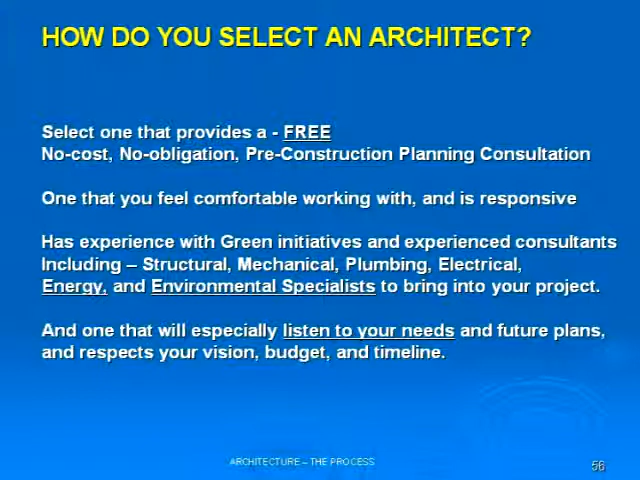 HOW DO YOU SELECT AN ARCHITECT?
Select one that provides a - FREE
No-cost, No-obligation, Pre-Construction Planning Consultation
One that you feel comfortable working with, and is responsive
Has experience with Green initiatives and experienced consultants
Including – Structural, Mechanical, Plumbing, Electrical,
Energy, and Environmental Specialists to bring into your project.
And one that will especially listen to your needs and future plans,
and respects your vision, budget, and timeline.
ARCHITECTURE – THE PROCESS
56